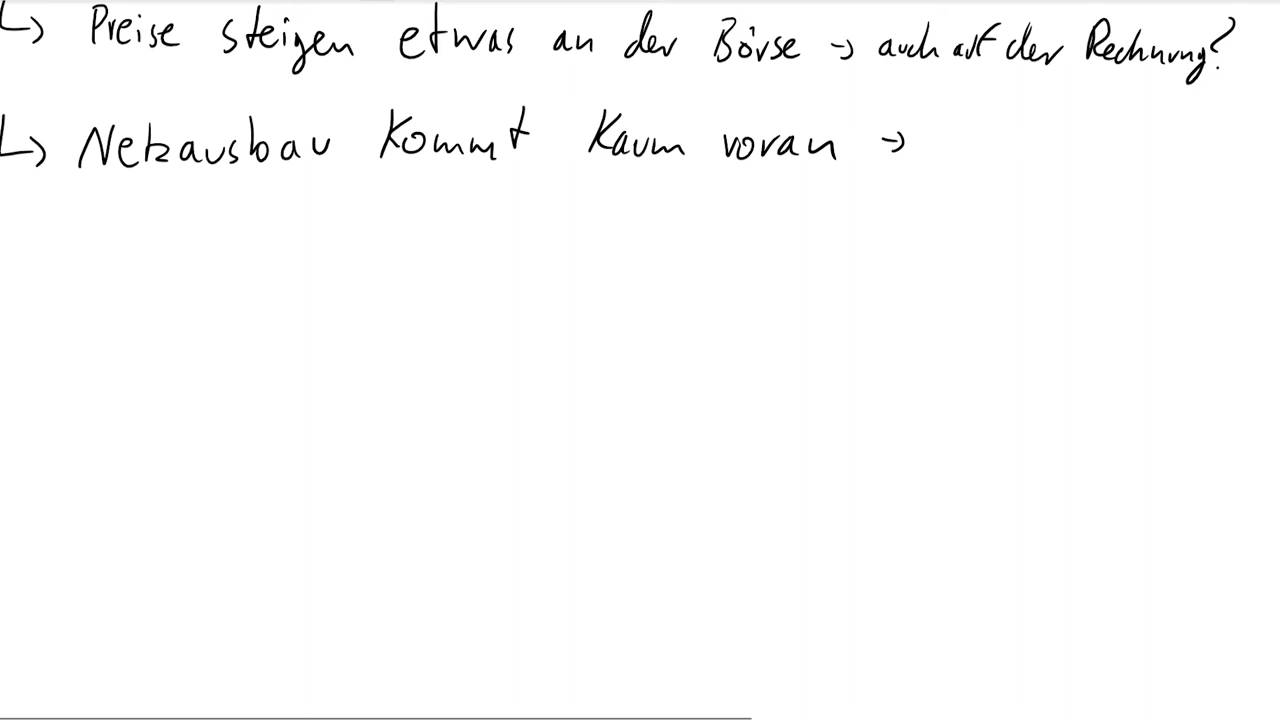 ↳ Preise steigen etwas an der Börse → auch auf der Rechnung?
↳ Netzausbau kommt kaum voran →